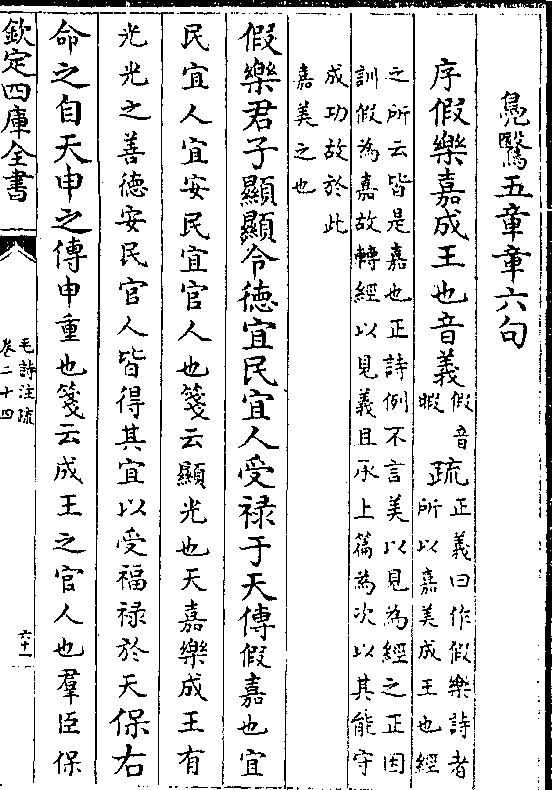 鳧鷖五章章六句
序假樂嘉成王也音義假音暇疏正義曰作假樂詩者所以嘉美成王也經
之所云皆是嘉也正詩例不言美以見為經之正因
訓假為嘉故轉經以見義且承上篇為次以其能守
成功故於此
嘉美之也
假樂君子顯顯令德宜民宜人受禄于天傳假嘉也宜
民宜人宜安民宜官人也箋云顯光也天嘉樂成王有
光光之善德安民官人皆得其宜以受福禄於天保右
命之自天申之傳申重也箋云成王之官人也羣臣保
欽定四庫全書
毛詩注疏
卷二十四
六十一